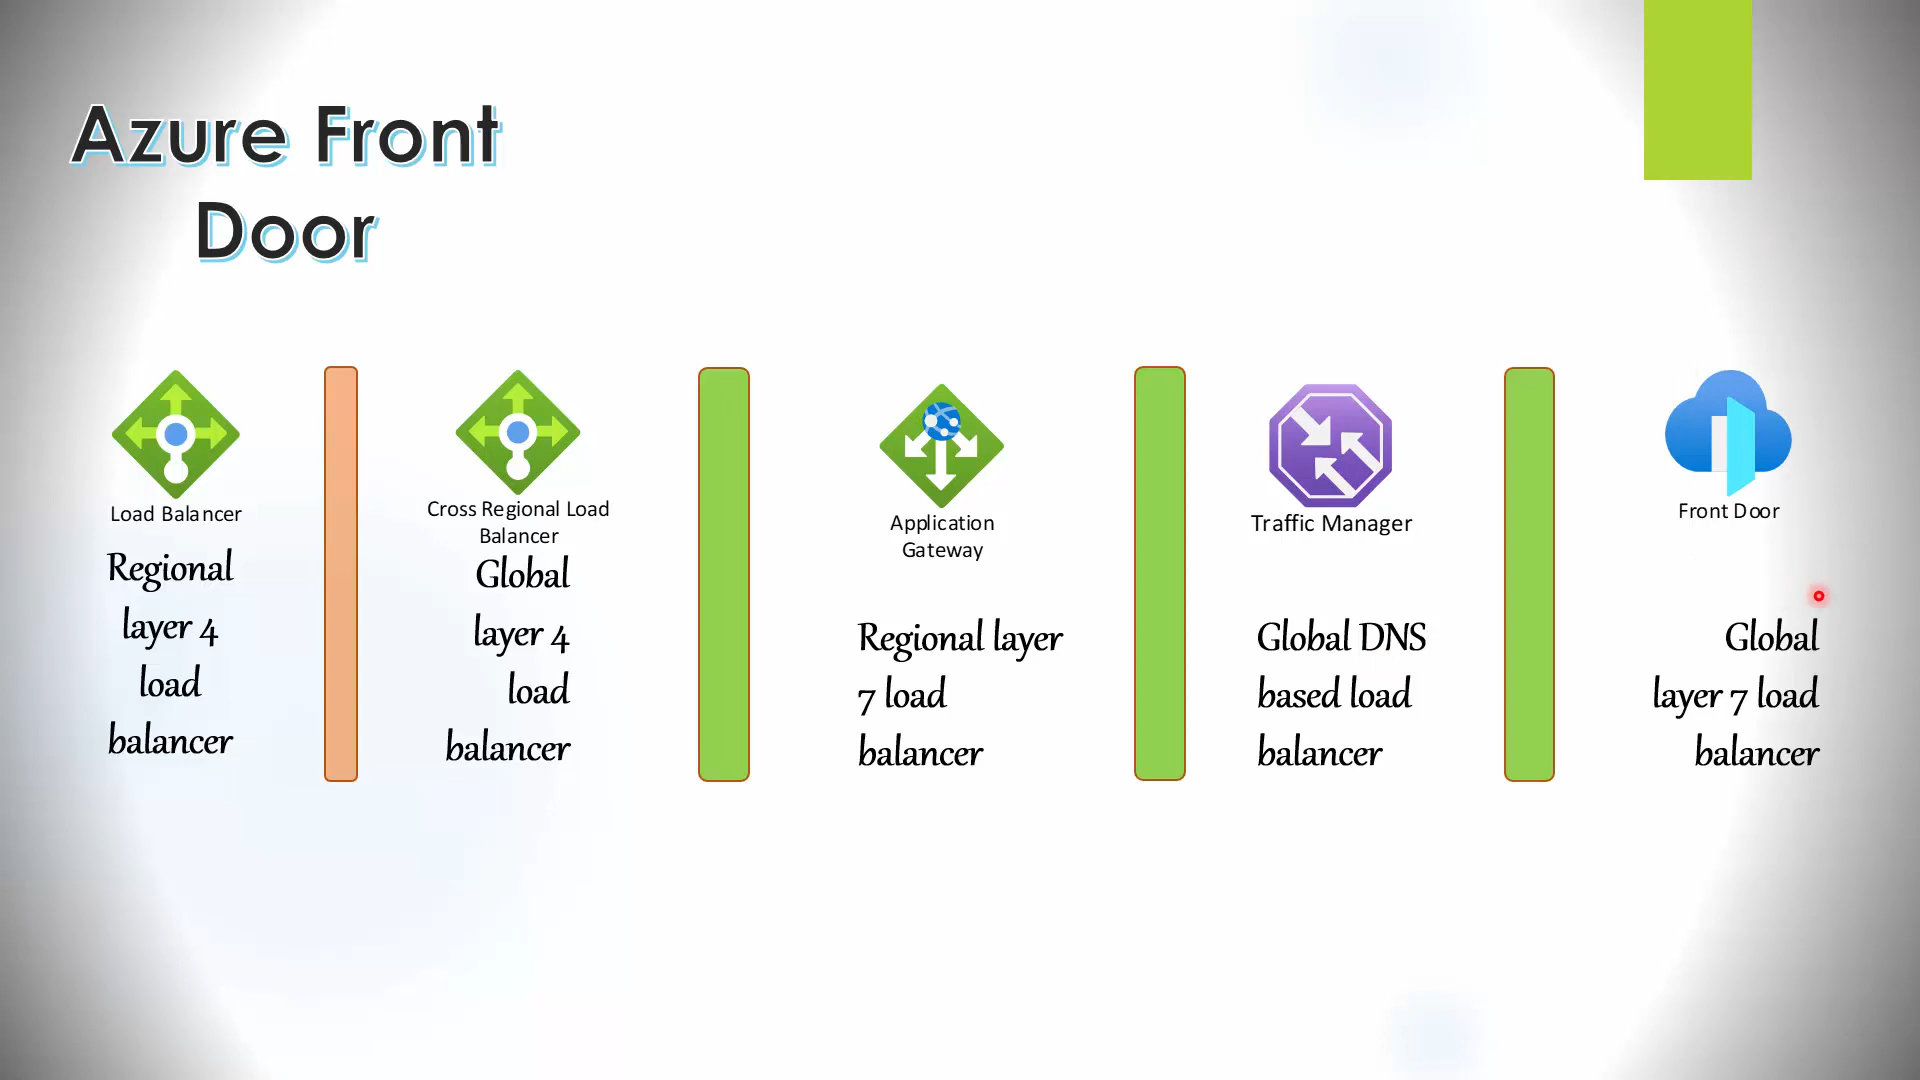 Azure Front
Door
Load Balancer
Regional
layer 4
load
balancer
Cross Regional Load
Balancer
Global
layer 4
load
balancer
Application
Gateway
Regional layer
7 load
balancer
Traffic Manager
Global DNS
based load
balancer
Front Door
Global
layer 7 load
balancer